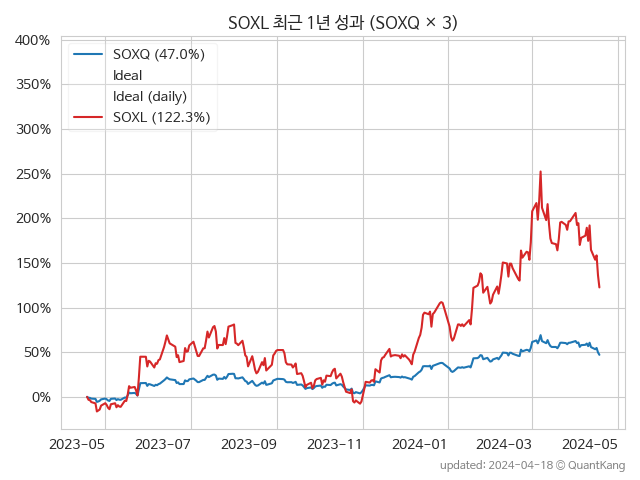 SOXL 최근 1년 성과 (SOXQ × 3)
400%
350%
300%
250%
200%
150%
100%
50%
0%
SOXQ (47.0%)
Ideal
Ideal (daily)
SOXL (122.3%)
2023-05 2023-07 2023-09 2023-11 2024-01 2024-03 2024-05
updated: 2024-04-18 © QuantKang